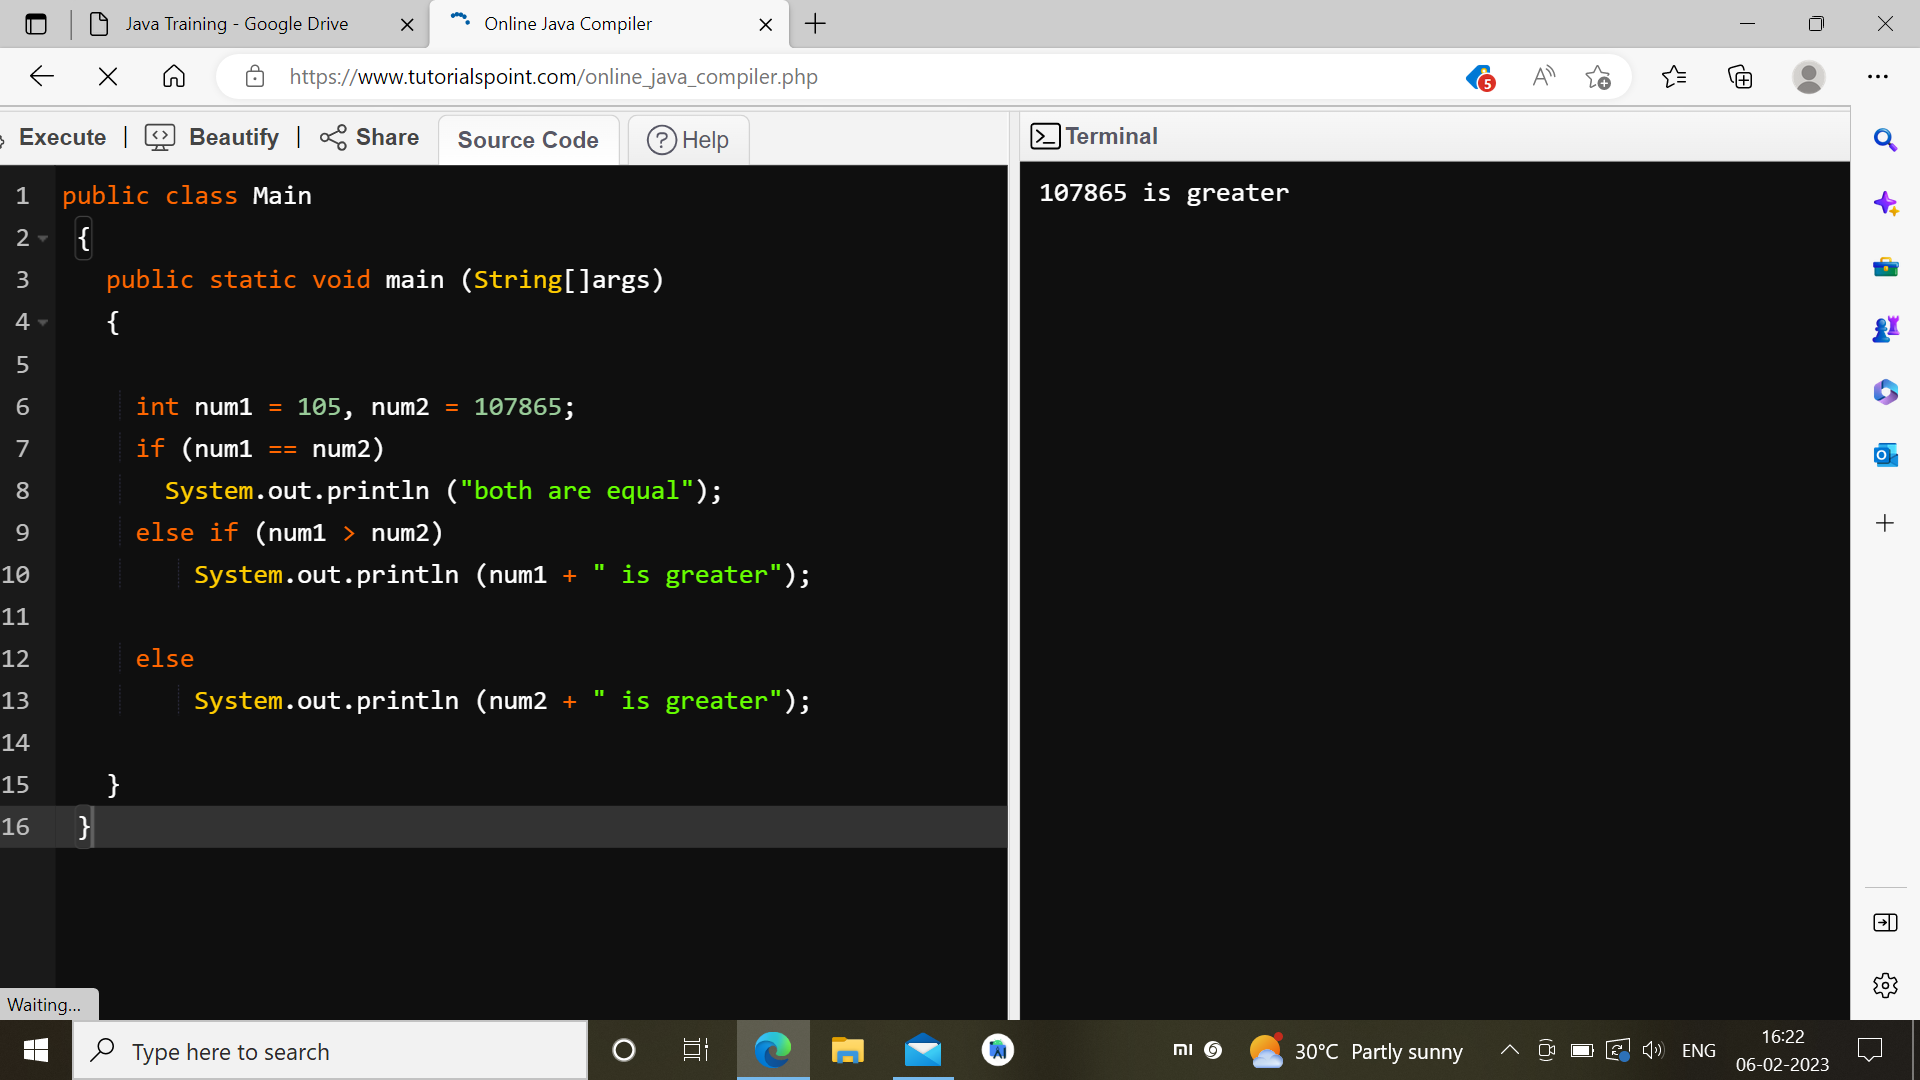 Java Training - Google Drive
Online Java Compiler
https://www.tutorialspoint.com/online_java_compiler.php
5
Execute | Beautify | Share
Source Code
Help
Terminal
1 public class Main
2 {
3 public static void main (String[]args)
4 {
5
6 int num1 = 105, num2 = 107865;
7 if (num1 == num2)
8 System.out.println ("both are equal");
9 else if (num1 > num2)
10 System.out.println (num1 + " is greater");
11
12 else
13 System.out.println (num2 + " is greater");
14
15 }
16 }
107865 is greater
Waiting...
Type here to search
30°C Partly sunny
ENG
16:22
06-02-2023